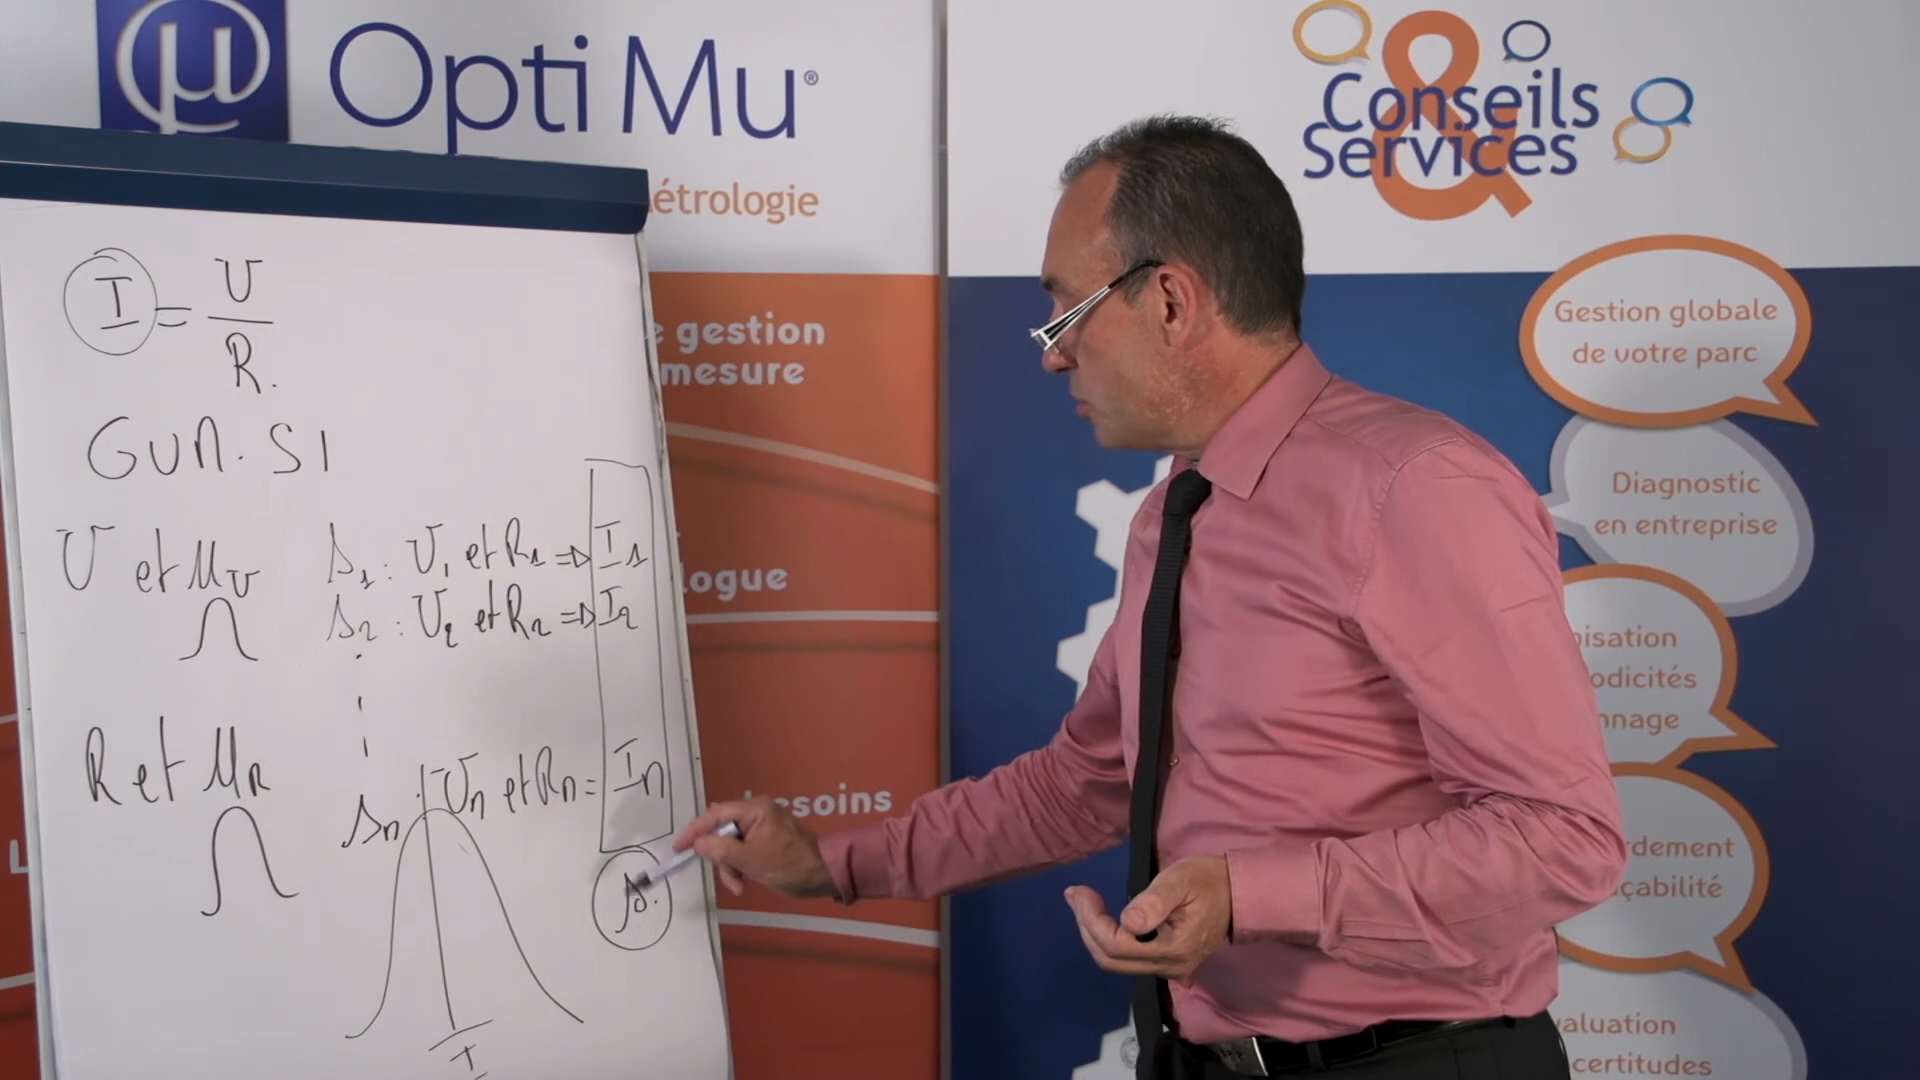 µ
Opti Mu®
étrologie
e gestion
mesure
logue
esoins
I = U
R.
GUM. SI
U et µU
s1 : U1 et R1 ⇒ I1
s2 : U2 et R2 ⇒ I2
R et µR
sn : Un et Rn = In
s.
I
&
Conseils
Services
Gestion globale
de votre parc
Diagnostic
en entreprise
isation
odicités
nnage
rdement
çabilité
valuation
certitudes